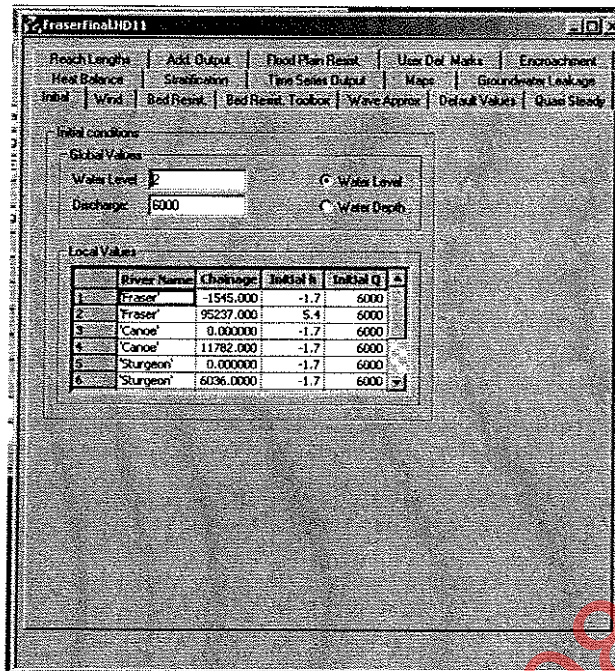 Fraserfinal.HD11
Reach Lengths Add. Output Flood Plain Resist. User Def. Marks Encroachment
Heat Balance Stratification Time Series Output Maps Groundwater Leakage
Initial Wind Bed Resist. Bed Resist. Toolbox Wave Approx Default Values Quasi Steady
Initial conditions
Global Values
Water Level: 2 Water Level
Discharge: 6000 Water Depth
Local Values
River Name Chainage Initial h Initial Q
1 'Fraser' -1545.000 -1.7 6000
2 'Fraser' 95237.000 5.4 6000
3 'Canoe' 0.000000 -1.7 6000
4 'Canoe' 11782.000 -1.7 6000
5 'Sturgeon' 0.000000 -1.7 6000
6 'Sturgeon' 6036.0000 -1.7 6000